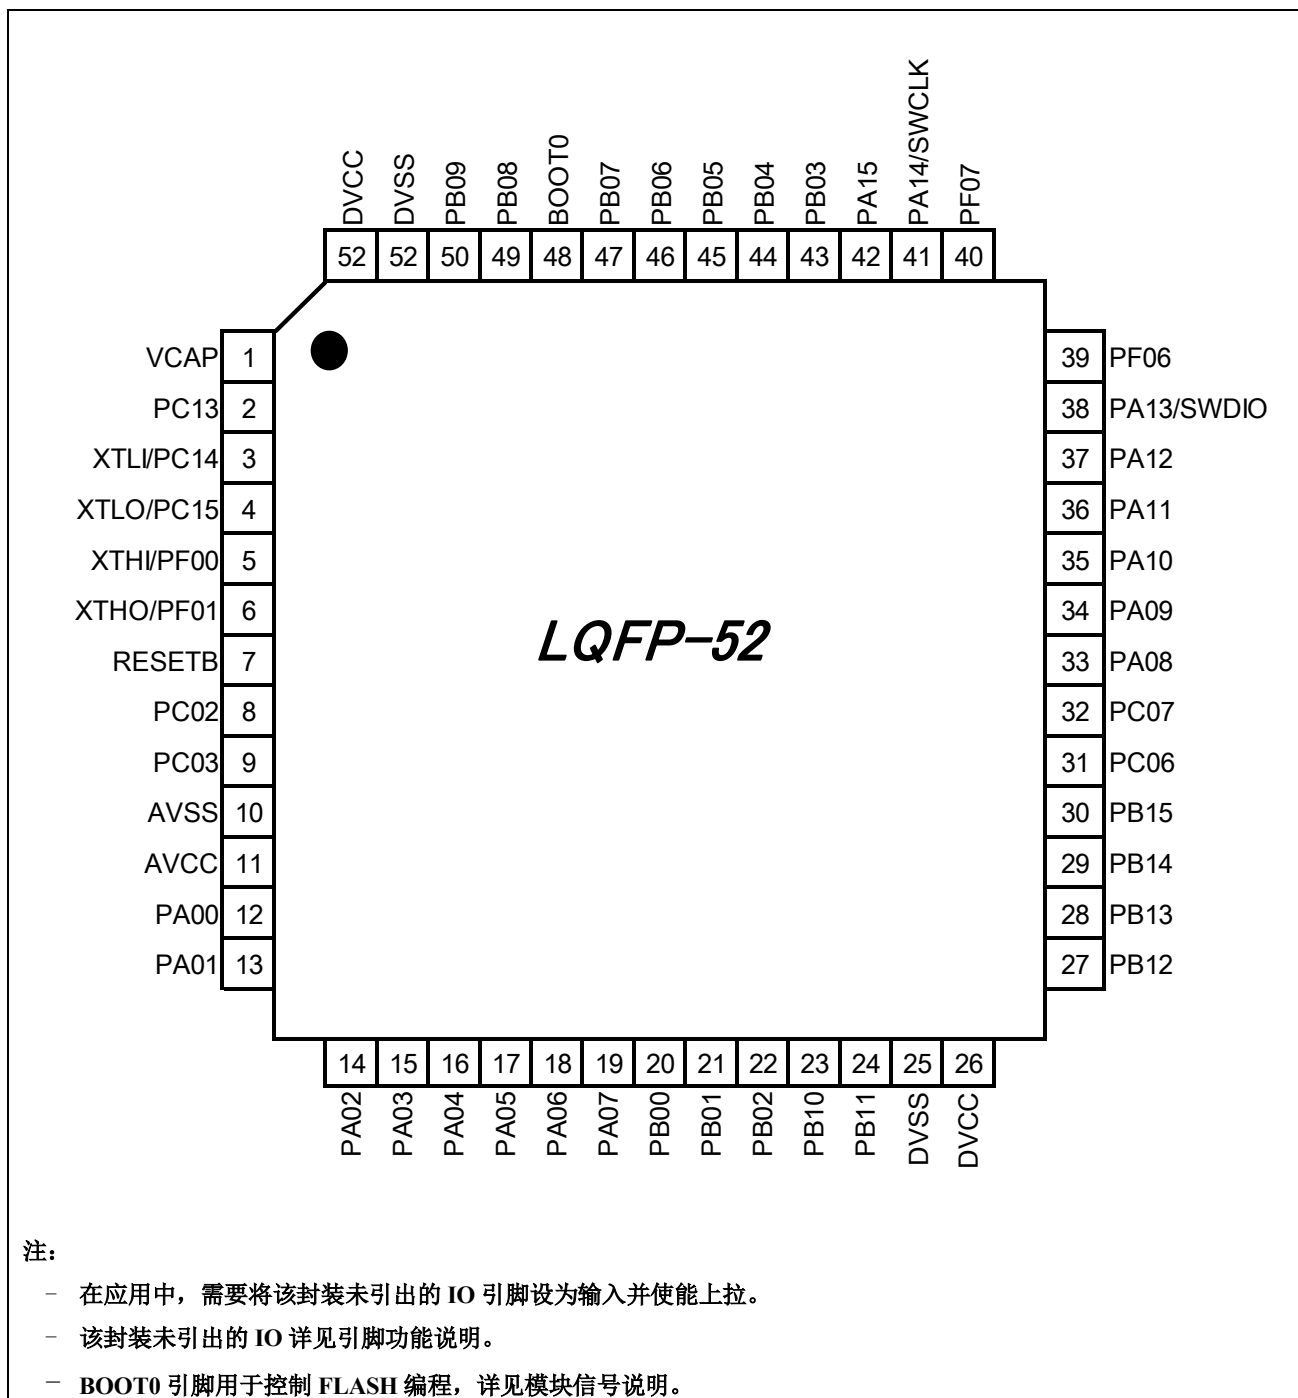 DVCC DVSS PB09 PB08 BOOT0 PB07 PB06 PB05 PB04 PB03 PA15 PA14/SWCLK PF07
52 52 50 49 48 47 46 45 44 43 42 41 40
VCAP 1
PC13 2
XTLI/PC14 3
XTLO/PC15 4
XTHI/PF00 5
XTHO/PF01 6
RESETB 7
PC02 8
PC03 9
AVSS 10
AVCC 11
PA00 12
PA01 13
LQFP-52
39 PF06
38 PA13/SWDIO
37 PA12
36 PA11
35 PA10
34 PA09
33 PA08
32 PC07
31 PC06
30 PB15
29 PB14
28 PB13
27 PB12
14 15 16 17 18 19 20 21 22 23 24 25 26
PA02 PA03 PA04 PA05 PA06 PA07 PB00 PB01 PB02 PB10 PB11 DVSS DVCC
注：
– 在应用中，需要将该封装未引出的 IO 引脚设为输入并使能上拉。
– 该封装未引出的 IO 详见引脚功能说明。
– BOOT0 引脚用于控制 FLASH 编程，详见模块信号说明。